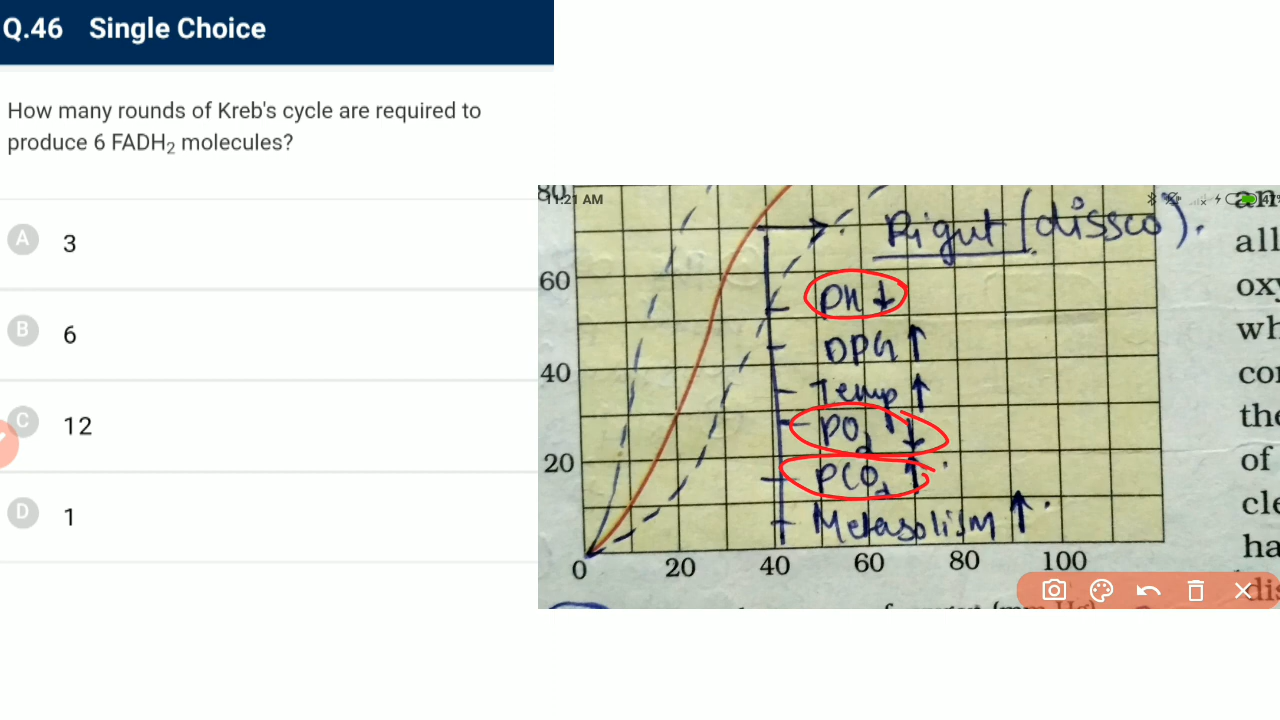 Q.46 Single Choice
How many rounds of Kreb's cycle are required to
produce 6 FADH₂ molecules?
A 3
B 6
C 12
D 1
80
11:21 AM
Right (dissco).
60
PH ↓
DPG ↑
40
Temp ↑
PO₂ ↓
20
PCO₂ ↑
Metabolism ↑
0 20 40 60 80 100
all
oxy
wh
con
the
of
cle
ha
dis